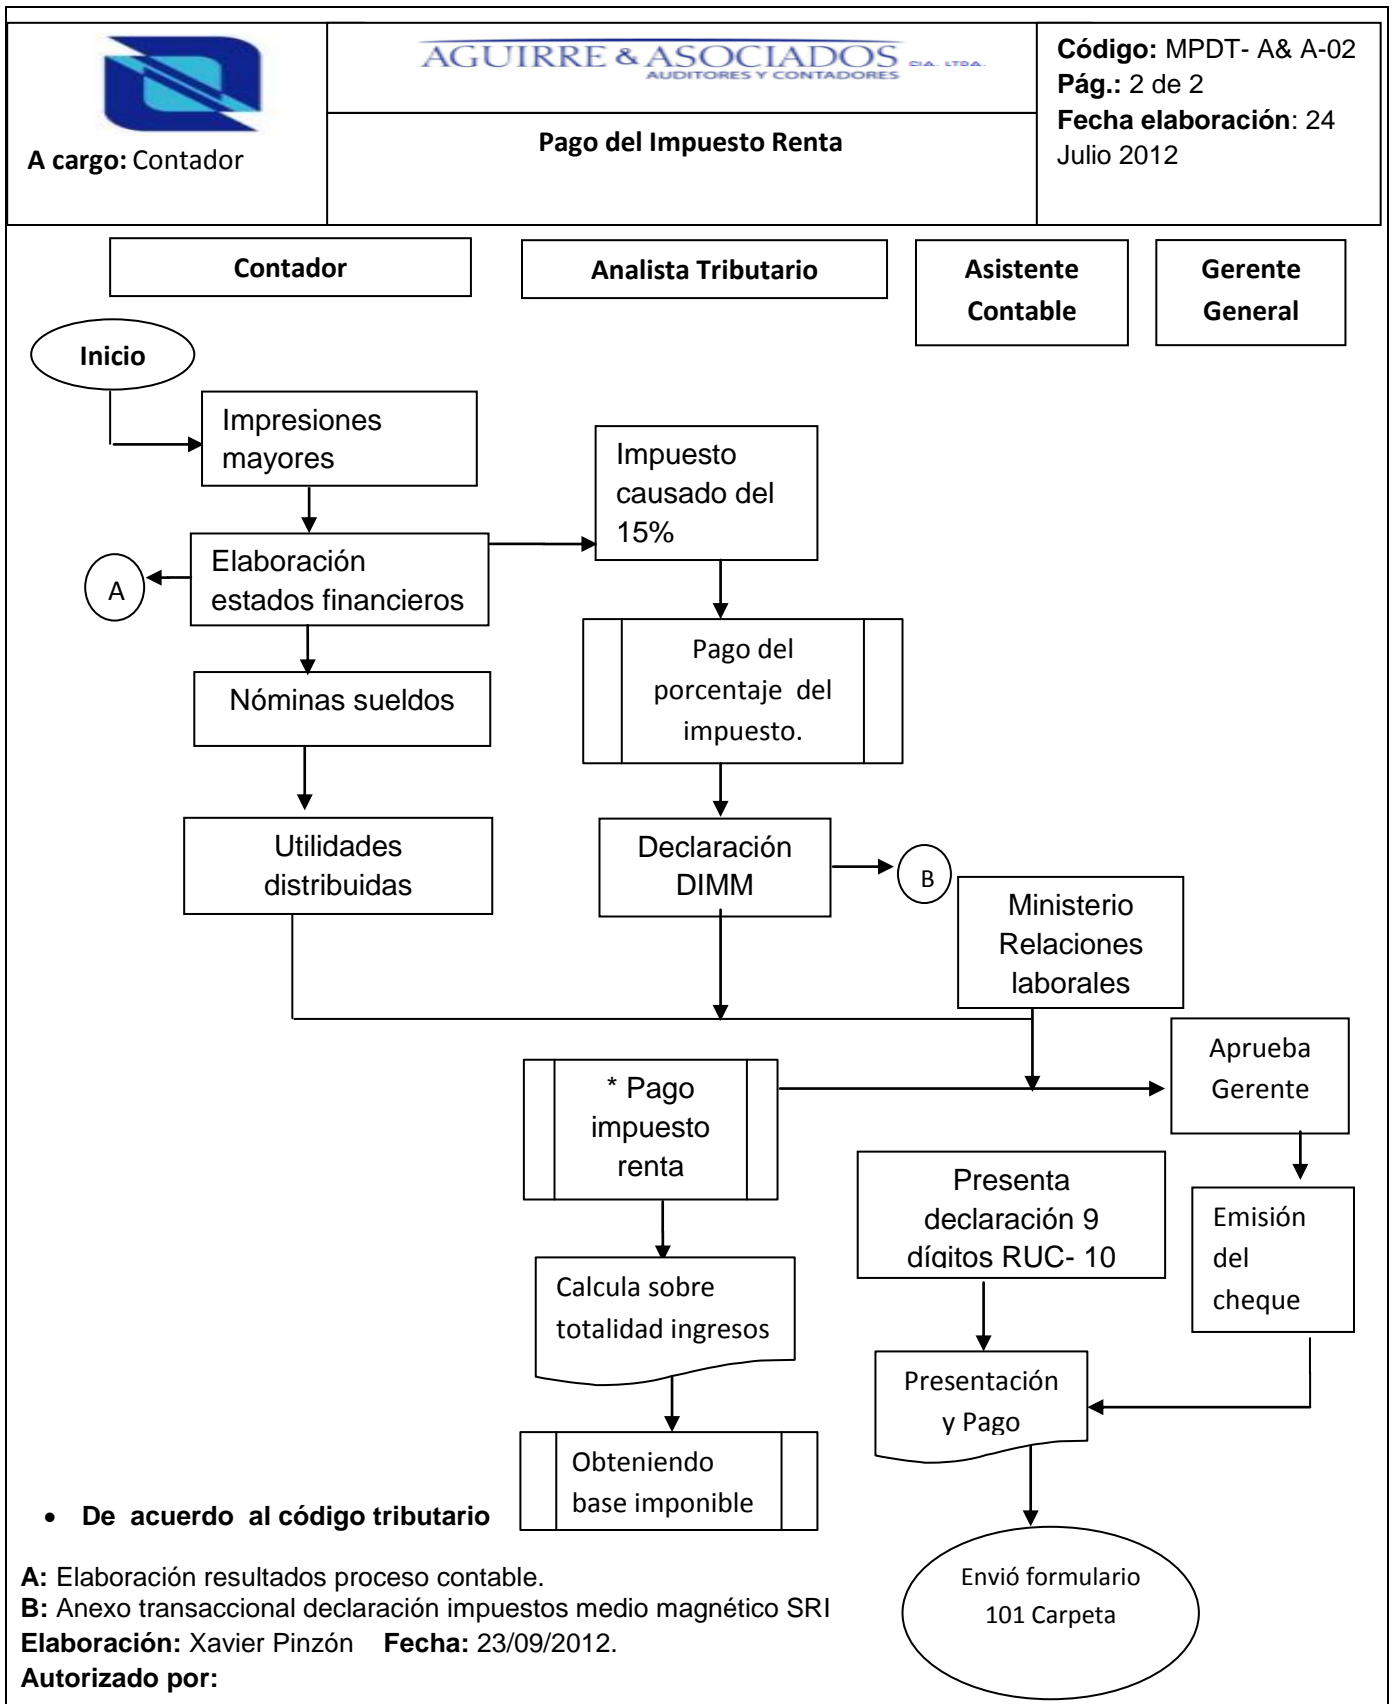 AGUIRRE & ASOCIADOS CIA. LTDA.
AUDITORES Y CONTADORES
A cargo: Contador
Pago del Impuesto Renta
Código: MPDT- A& A-02
Pág.: 2 de 2
Fecha elaboración: 24
Julio 2012
Contador
Analista Tributario
Asistente
Contable
Gerente
General
Inicio
Impresiones
mayores
Impuesto
causado del
15%
Elaboración
estados financieros
A
Pago del
porcentaje del
impuesto.
Nóminas sueldos
Utilidades
distribuidas
Declaración
DIMM
B
Ministerio
Relaciones
laborales
Aprueba
Gerente
* Pago
impuesto
renta
Presenta
declaración 9
dígitos RUC- 10
Emisión
del
cheque
Calcula sobre
totalidad ingresos
Presentación
y Pago
Obteniendo
base imponible
• De acuerdo al código tributario
Envió formulario
101 Carpeta
A: Elaboración resultados proceso contable.
B: Anexo transaccional declaración impuestos medio magnético SRI
Elaboración: Xavier Pinzón Fecha: 23/09/2012.
Autorizado por: